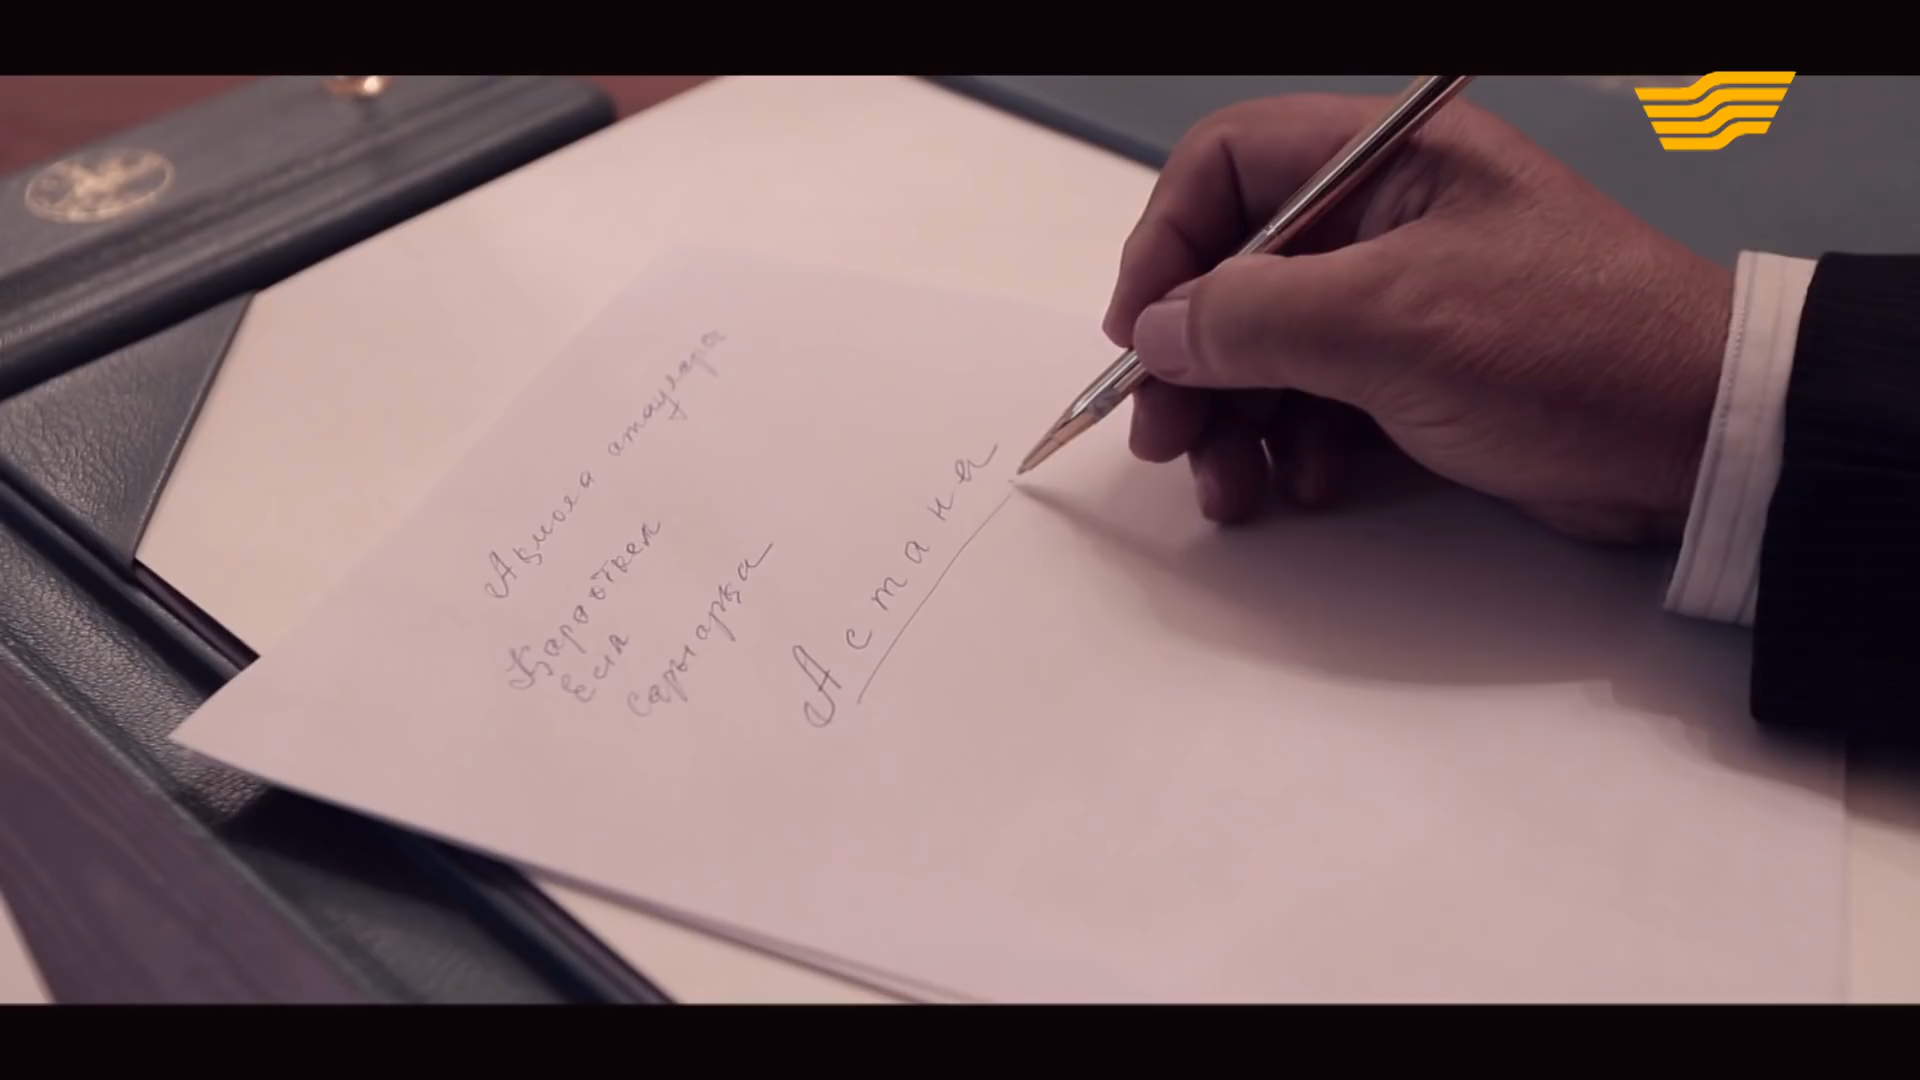 Ақмола атаулары
Қараөткел
Есіл
Сарыарқа
Астана